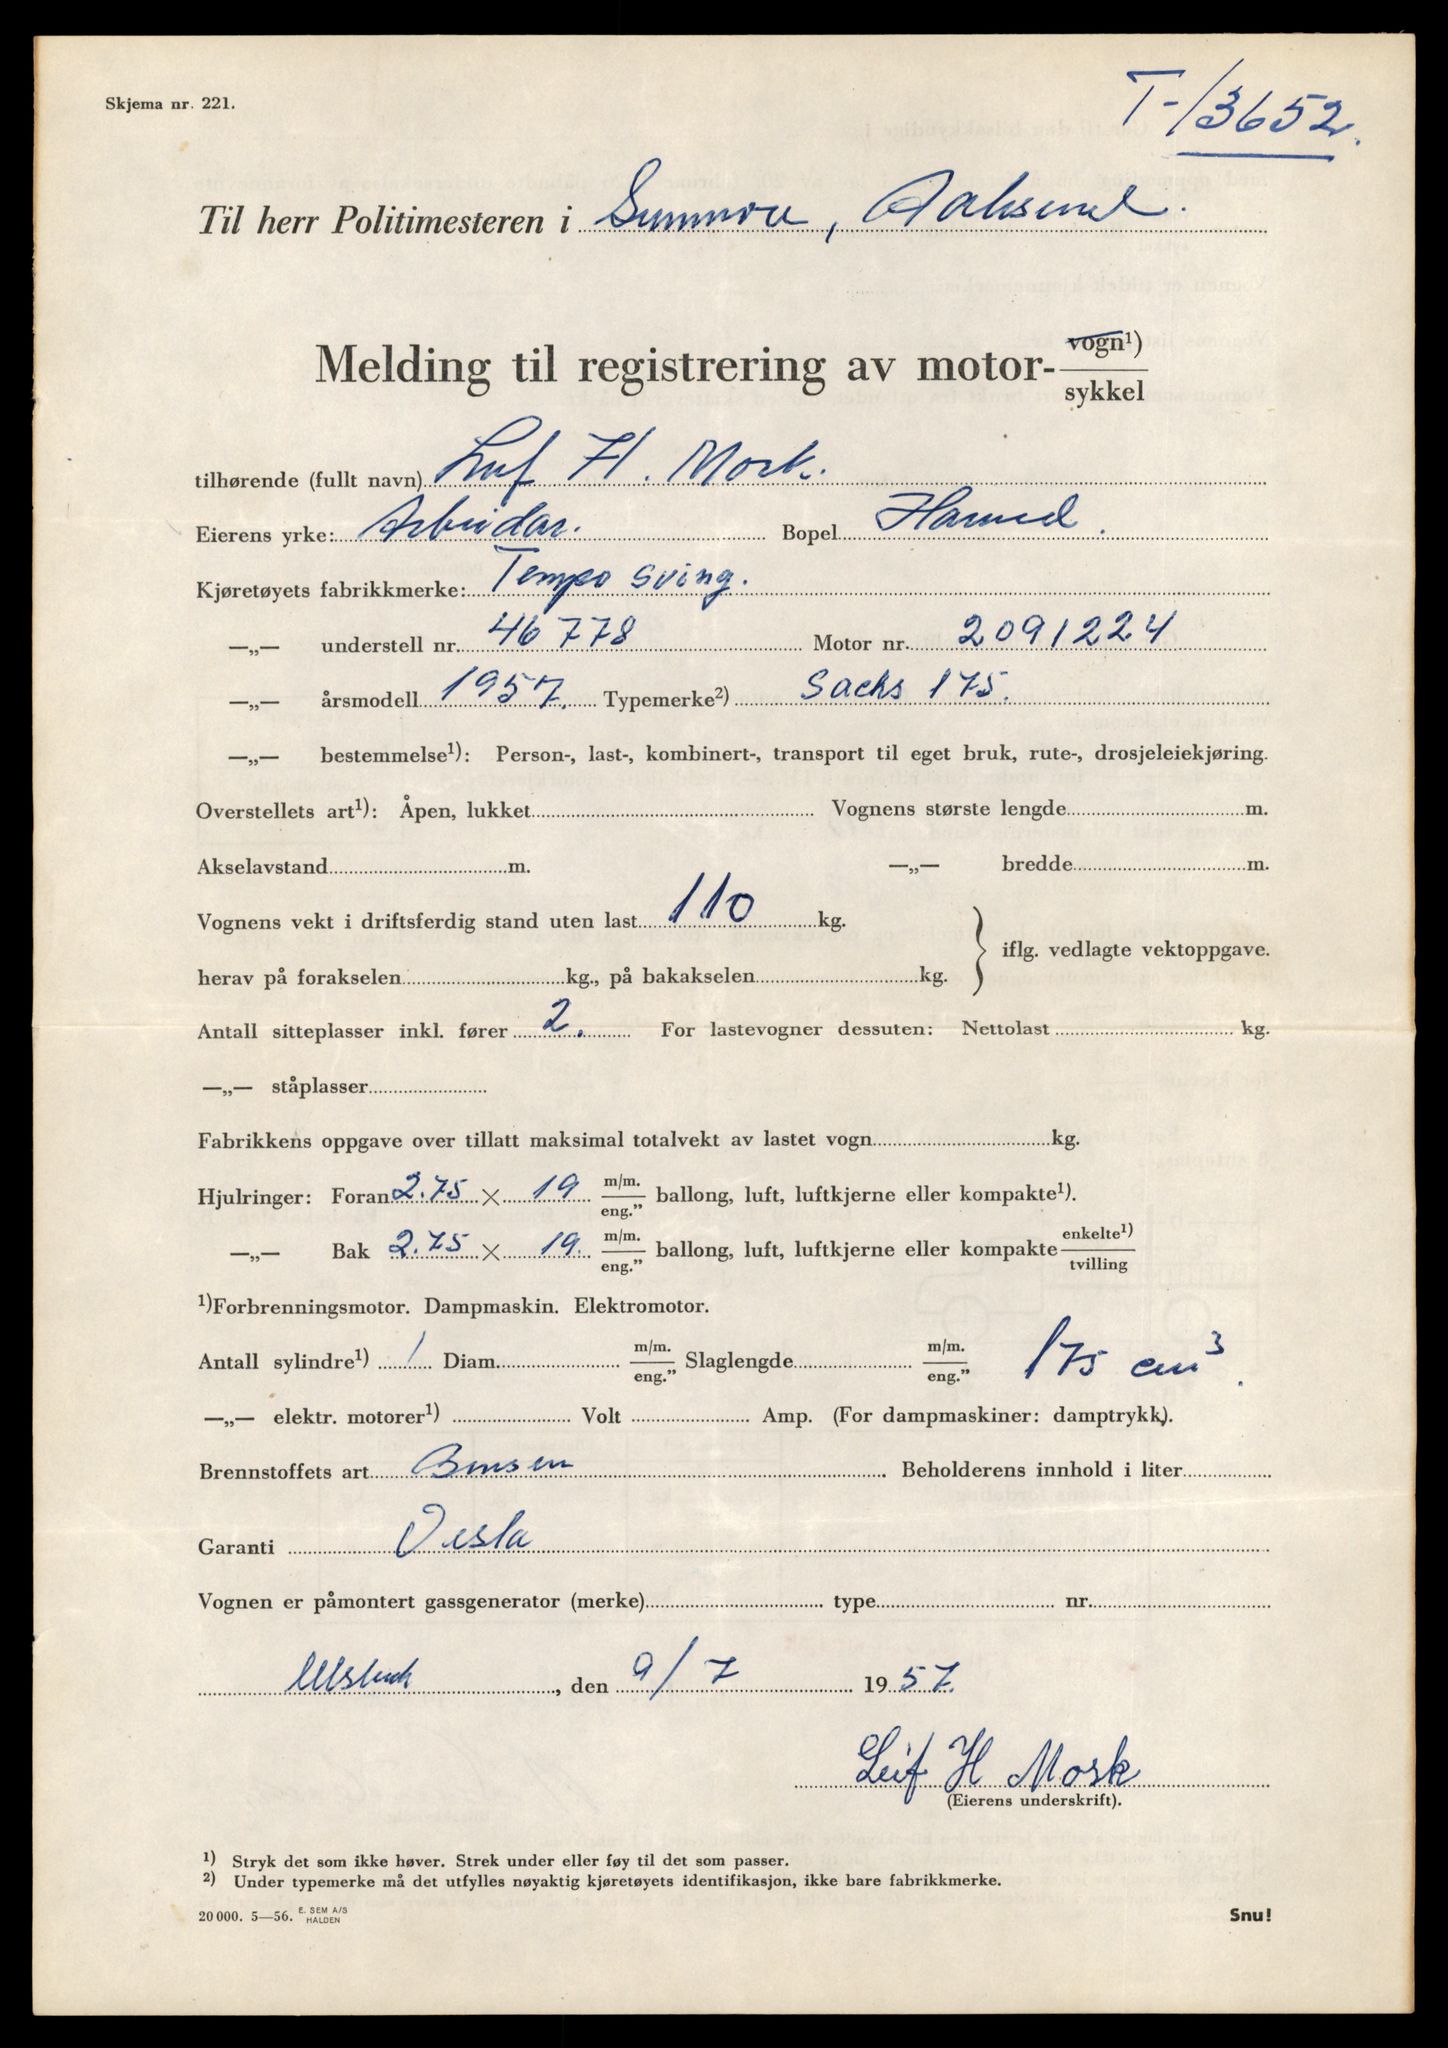 Skjema nr. 221.
T-13652.
Til herr Politimesteren i Sunnmøre, Aalesund.
Melding til registrering av motor- vogn1) sykkel
tilhørende (fullt navn) Leif H. Mork.
Eierens yrke: Arbeidar. Bopel Hareid.
Kjøretøyets fabrikkmerke: Tempo Sving.
—„— understell nr. 46778 Motor nr. 2091224
—„— årsmodell 1957. Typemerke2) Sachs 175.
—„— bestemmelse1): Person-, last-, kombinert-, transport til eget bruk, rute-, drosjeleiekjøring.
Overstellets art1): Åpen, lukket Vognens største lengde m.
Akselavstand m. —„— bredde m.
Vognens vekt i driftsferdig stand uten last 110 kg.
iflg. vedlagte vektoppgave.
herav på forakselen kg., på bakakselen kg.
Antall sitteplasser inkl. fører 2. For lastevogner dessuten: Nettolast kg.
—„— ståplasser
Fabrikkens oppgave over tillatt maksimal totalvekt av lastet vogn kg.
Hjulringer: Foran 2.75 × 19 m/m. eng.” ballong, luft, luftkjerne eller kompakte1).
—„— Bak 2.75 × 19. m/m. eng.” ballong, luft, luftkjerne eller kompakte enkelte1) tvilling
1)Forbrenningsmotor. Dampmaskin. Elektromotor.
Antall sylindre1) 1 Diam. m/m. eng.” Slaglengde m/m. eng.” 175 cm3.
—„— elektr. motorer1) Volt Amp. (For dampmaskiner: damptrykk).
Brennstoffets art Bensin Beholderens innhold i liter
Garanti Vesta
Vognen er påmontert gassgenerator (merke) type nr.
, den 9/7 1957.
Leif H Mork
(Eierens underskrift).
1) Stryk det som ikke høver. Strek under eller føy til det som passer.
2) Under typemerke må det utfylles nøyaktig kjøretøyets identifikasjon, ikke bare fabrikkmerke.
20 000. 5—56. E. SEM A/S HALDEN
Snu!